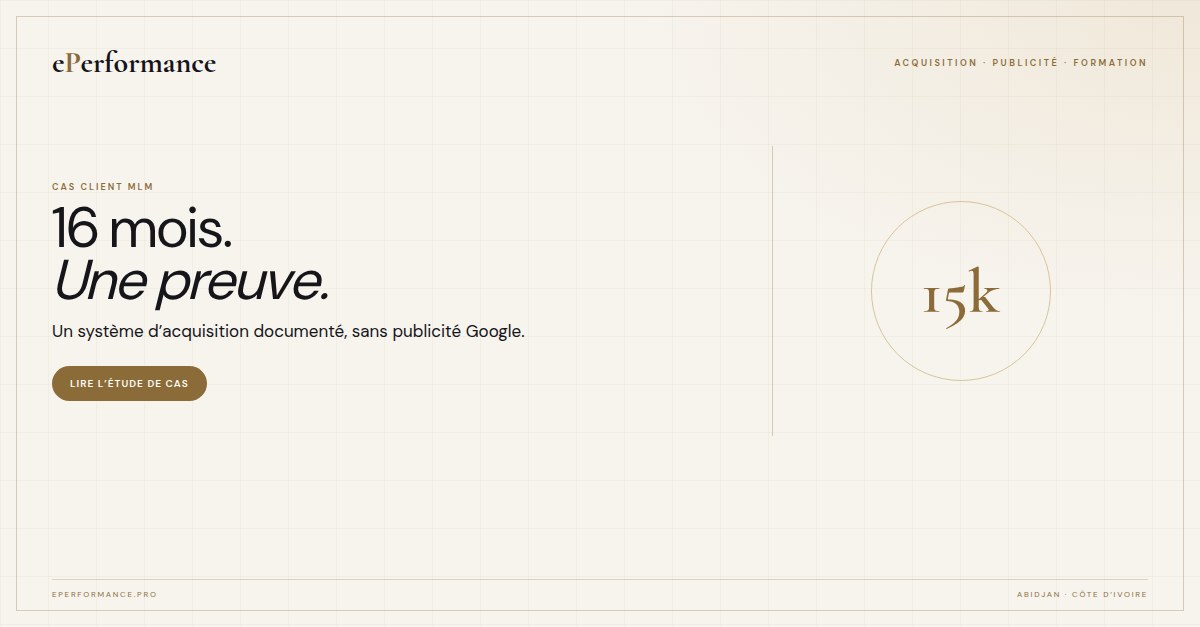 ePerformance
ACQUISITION · PUBLICITÉ · FORMATION
CAS CLIENT MLM
16 mois.
Une preuve.
Un système d’acquisition documenté, sans publicité Google.
LIRE L’ÉTUDE DE CAS
15k
EPERFORMANCE.PRO
ABIDJAN · CÔTE D’IVOIRE